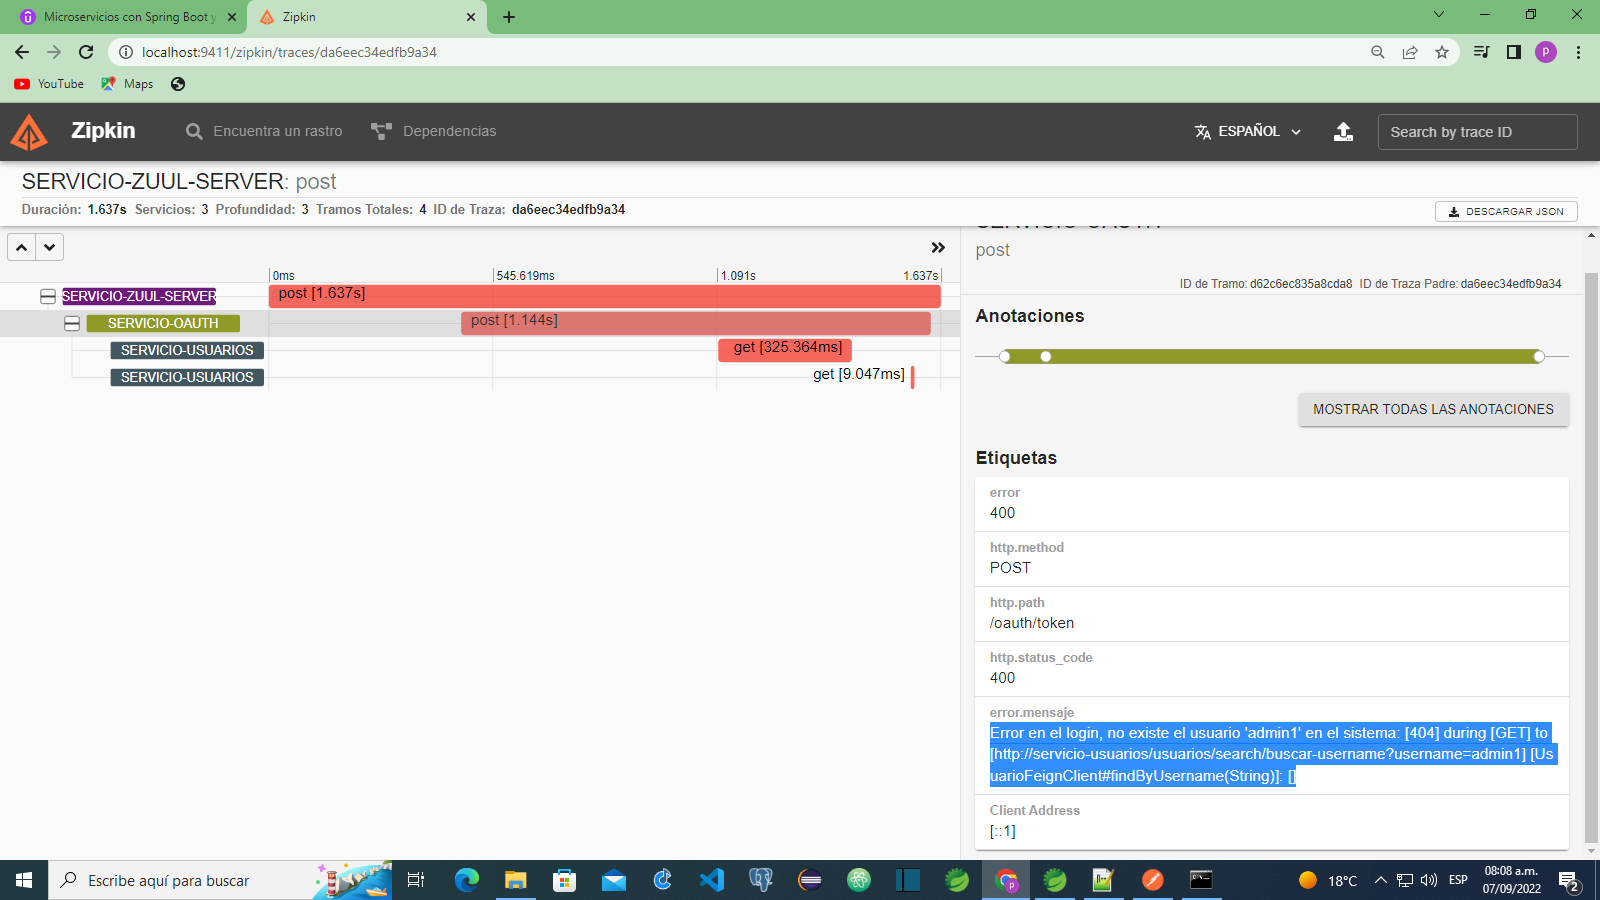 Microservicios con Spring Boot y
Zipkin
localhost:9411/zipkin/traces/da6eec34edfb9a34
P
YouTube
Maps
Zipkin
Encuentra un rastro
Dependencias
ESPAÑOL
Search by trace ID
SERVICIO-ZUUL-SERVER: post
Duración: 1.637s Servicios: 3 Profundidad: 3 Tramos Totales: 4 ID de Traza: da6eec34edfb9a34
DESCARGAR JSON
0ms
545.619ms
1.091s
1.637s
SERVICIO-ZUUL-SERVER
post [1.637s]
SERVICIO-OAUTH
post [1.144s]
SERVICIO-USUARIOS
get [325.364ms]
SERVICIO-USUARIOS
get [9.047ms]
SERVICIO-OAUTH
post
ID de Tramo: d62c6ec835a8cda8 ID de Traza Padre: da6eec34edfb9a34
Anotaciones
MOSTRAR TODAS LAS ANOTACIONES
Etiquetas
error
400
http.method
POST
http.path
/oauth/token
http.status_code
400
error.mensaje
Error en el login, no existe el usuario 'admin1' en el sistema: [404] during [GET] to
[http://servicio-usuarios/usuarios/search/buscar-username?username=admin1] [Us
uarioFeignClient#findByUsername(String)]: []
Client Address
[::1]
Escribe aquí para buscar
18°C
ESP
08:08 a.m.
07/09/2022
2